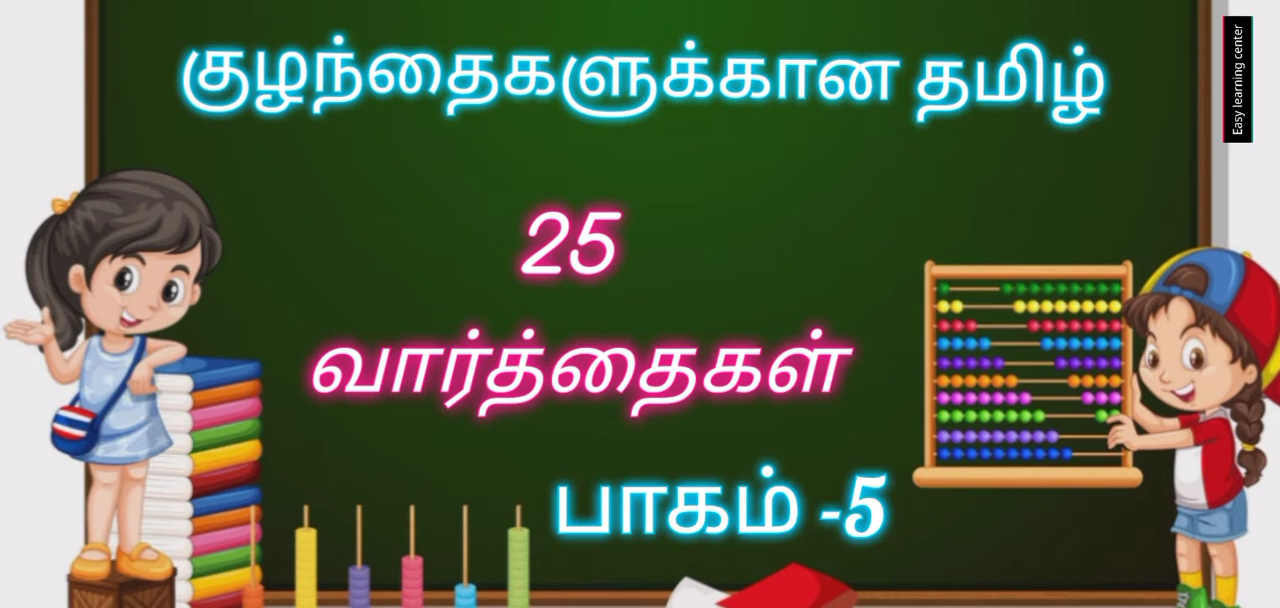 குழந்தைகளுக்கான தமிழ்
25
வார்த்தைகள்
பாகம் -5
Easy learning center